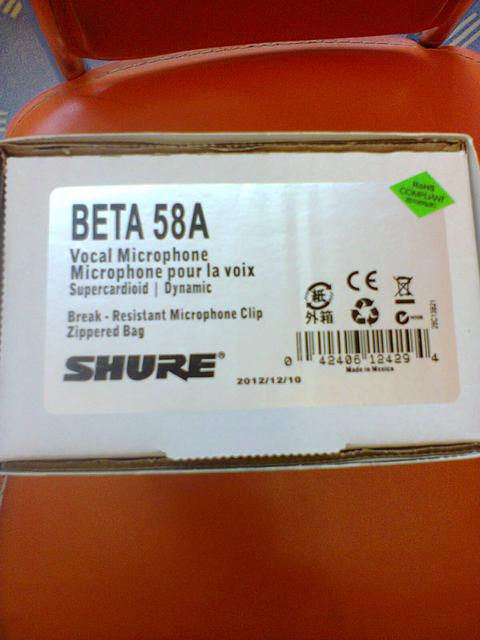 RoHS
COMPLIANT
BETA 58A
Vocal Microphone
Microphone pour la voix
Supercardioid | Dynamic
Break - Resistant Microphone Clip
Zippered Bag
SHURE®
2012/12/10
CE
紙
外箱
0 42406 12429 4
Made in Mexico